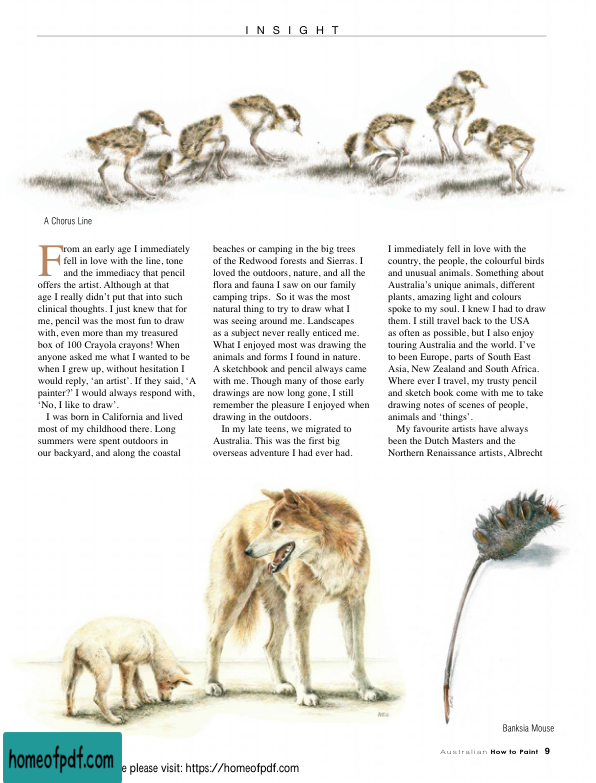 INSIGHT
A Chorus Line
From an early age I immediately
fell in love with the line, tone
and the immediacy that pencil
offers the artist. Although at that
age I really didn't put that into such
clinical thoughts. I just knew that for
me, pencil was the most fun to draw
with, even more than my treasured
box of 100 Crayola crayons! When
anyone asked me what I wanted to be
when I grew up, without hesitation I
would reply, 'an artist'. If they said, 'A
painter?' I would always respond with,
'No, I like to draw'.
I was born in California and lived
most of my childhood there. Long
summers were spent outdoors in
our backyard, and along the coastal
beaches or camping in the big trees
of the Redwood forests and Sierras. I
loved the outdoors, nature, and all the
flora and fauna I saw on our family
camping trips.  So it was the most
natural thing to try to draw what I
was seeing around me. Landscapes
as a subject never really enticed me.
What I enjoyed most was drawing the
animals and forms I found in nature.
A sketchbook and pencil always came
with me. Though many of those early
drawings are now long gone, I still
remember the pleasure I enjoyed when
drawing in the outdoors.
In my late teens, we migrated to
Australia. This was the first big
overseas adventure I had ever had.
I immediately fell in love with the
country, the people, the colourful birds
and unusual animals. Something about
Australia's unique animals, different
plants, amazing light and colours
spoke to my soul. I knew I had to draw
them. I still travel back to the USA
as often as possible, but I also enjoy
touring Australia and the world. I've
to been Europe, parts of South East
Asia, New Zealand and South Africa.
Where ever I travel, my trusty pencil
and sketch book come with me to take
drawing notes of scenes of people,
animals and 'things'.
My favourite artists have always
been the Dutch Masters and the
Northern Renaissance artists, Albrecht
Banksia Mouse
Australian How to Paint 9
homeofpdf.com
e please visit: https://homeofpdf.com